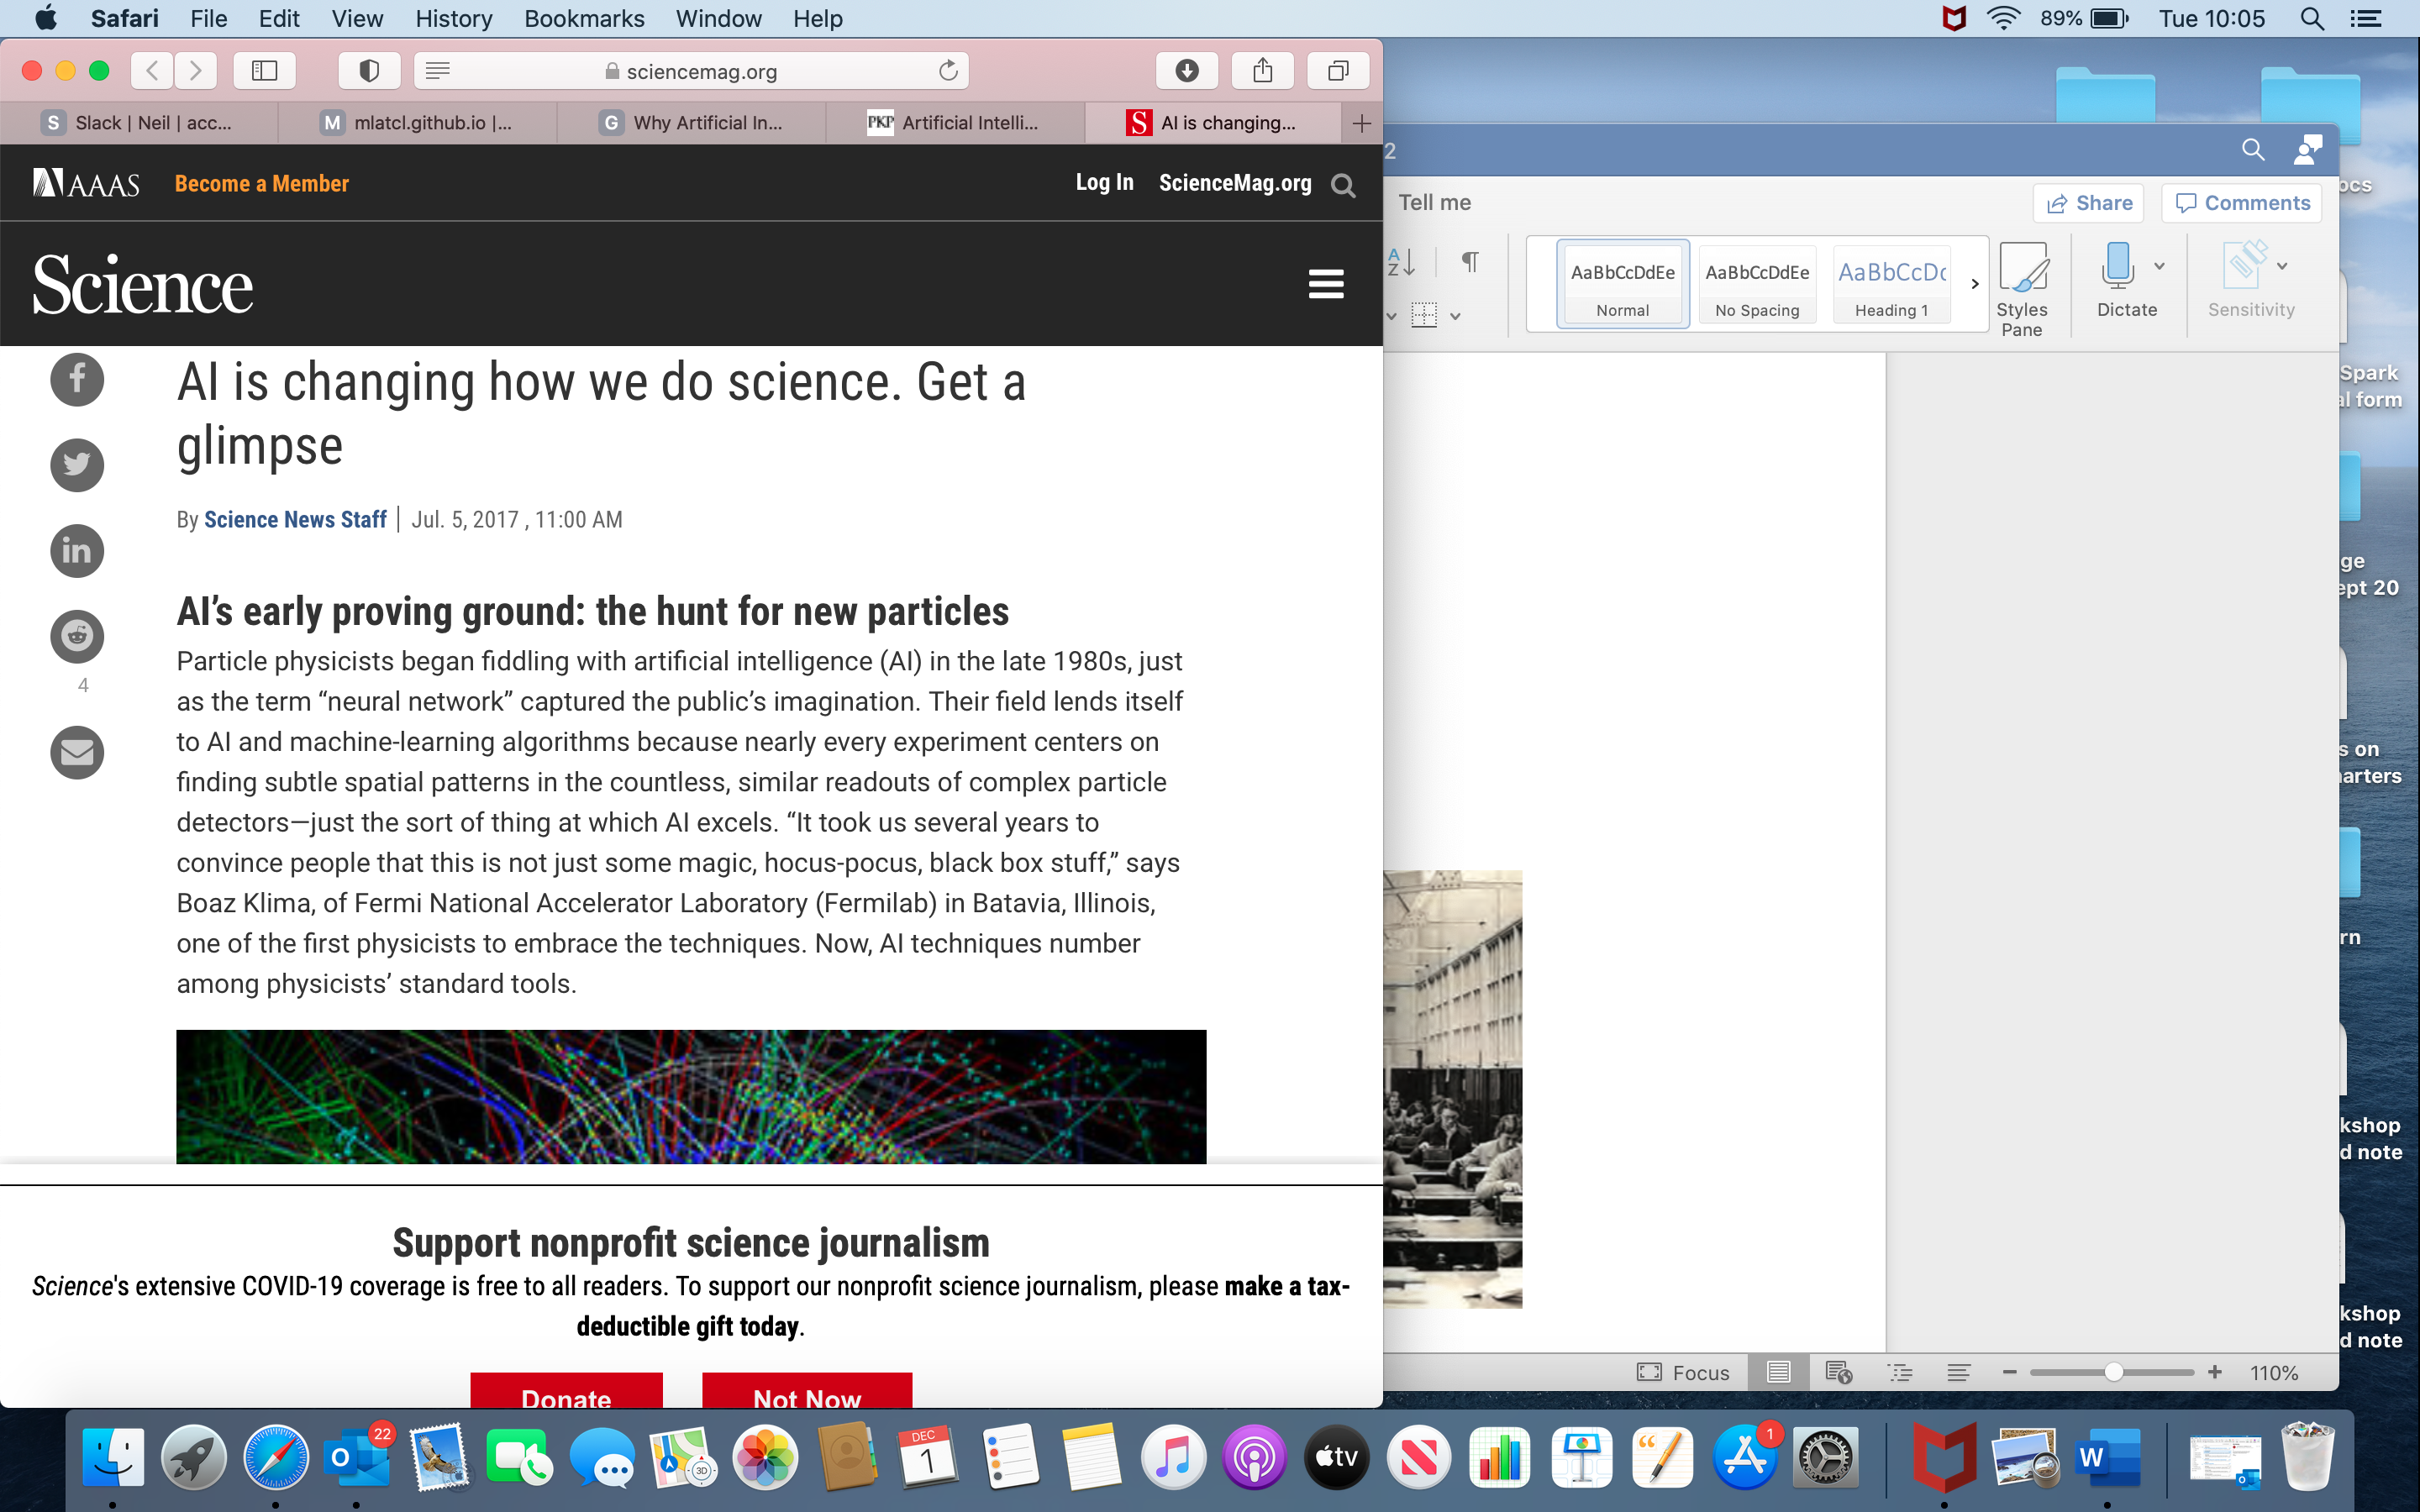 Safari File Edit View History Bookmarks Window Help 89% Tue 10:05
sciencemag.org
S Slack | Neil | acc... M mlatcl.github.io |... G Why Artificial In... PKP Artificial Intelli... S AI is changing...
AAAS Become a Member Log In ScienceMag.org
Science
AI is changing how we do science. Get a
glimpse
By Science News Staff | Jul. 5, 2017 , 11:00 AM
AI’s early proving ground: the hunt for new particles
Particle physicists began fiddling with artificial intelligence (AI) in the late 1980s, just
as the term “neural network” captured the public’s imagination. Their field lends itself
4
to AI and machine-learning algorithms because nearly every experiment centers on
finding subtle spatial patterns in the countless, similar readouts of complex particle
detectors—just the sort of thing at which AI excels. “It took us several years to
convince people that this is not just some magic, hocus-pocus, black box stuff,” says
Boaz Klima, of Fermi National Accelerator Laboratory (Fermilab) in Batavia, Illinois,
one of the first physicists to embrace the techniques. Now, AI techniques number
among physicists’ standard tools.
Support nonprofit science journalism
Science's extensive COVID-19 coverage is free to all readers. To support our nonprofit science journalism, please make a tax-
deductible gift today.
Donate Not Now
2
Tell me Share Comments
AaBbCcDdEe AaBbCcDdEe AaBbCcDc
Normal No Spacing Heading 1
Styles
Pane
Dictate
Sensitivity
Focus 110%
ocs
Spark
al form
ge
ept 20
s on
arters
rn
kshop
d note
kshop
d note
22
DEC
1
3D
tv
1
W